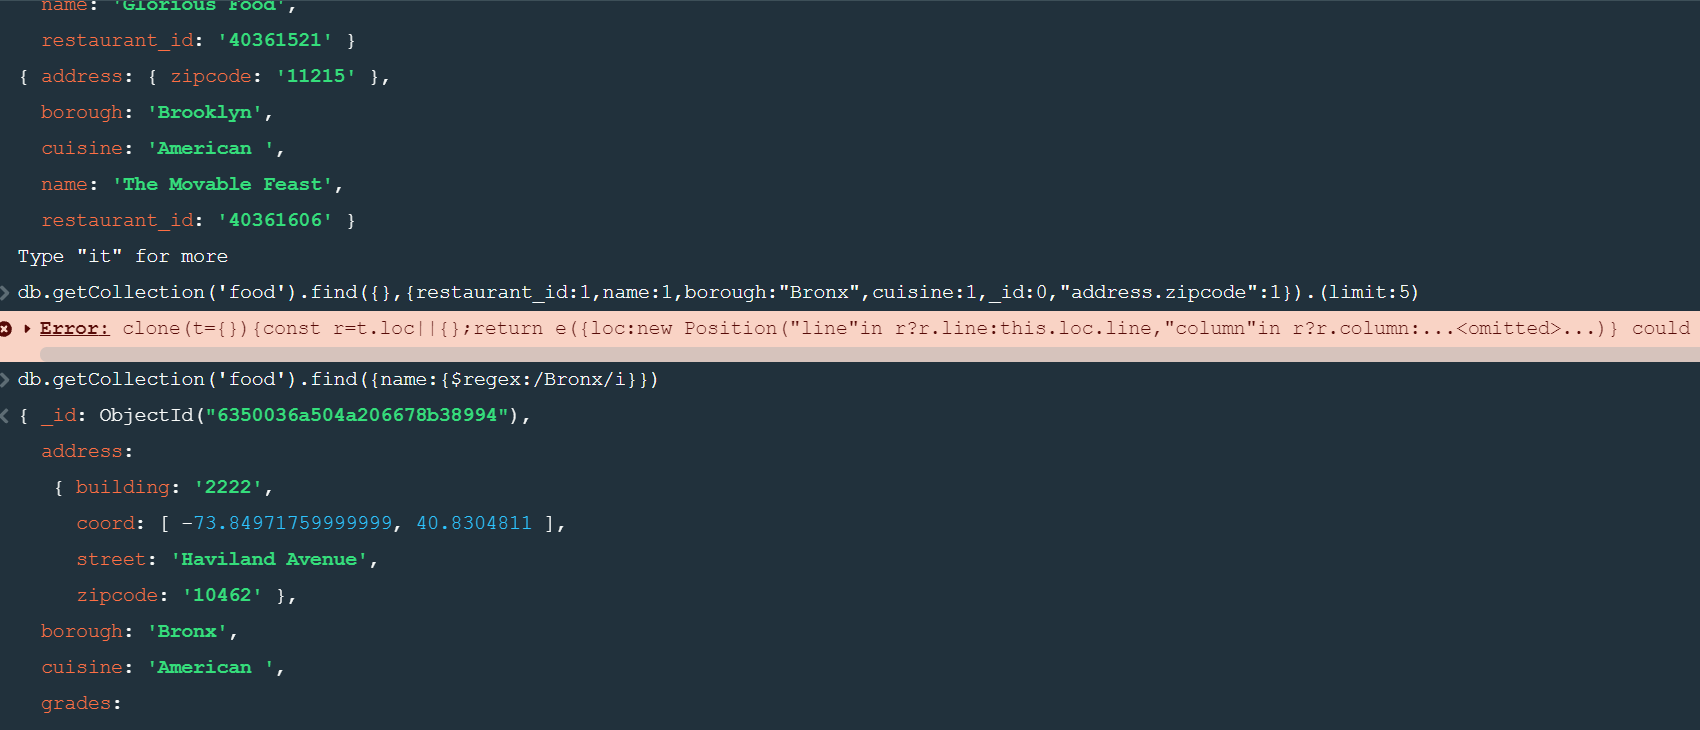 name: 'Glorious Food',
restaurant_id: '40361521' }
{ address: { zipcode: '11215' },
borough: 'Brooklyn',
cuisine: 'American ',
name: 'The Movable Feast',
restaurant_id: '40361606' }
Type "it" for more
db.getCollection('food').find({},{restaurant_id:1,name:1,borough:"Bronx",cuisine:1,_id:0,"address.zipcode":1}).(limit:5)
Error: clone(t={}){const r=t.loc||{};return e({loc:new Position("line"in r?r.line:this.loc.line,"column"in r?r.column:...<omitted>...)} could
db.getCollection('food').find({name:{$regex:/Bronx/i}})
{ _id: ObjectId("6350036a504a206678b38994"),
address:
{ building: '2222',
coord: [ -73.84971759999999, 40.8304811 ],
street: 'Haviland Avenue',
zipcode: '10462' },
borough: 'Bronx',
cuisine: 'American ',
grades: